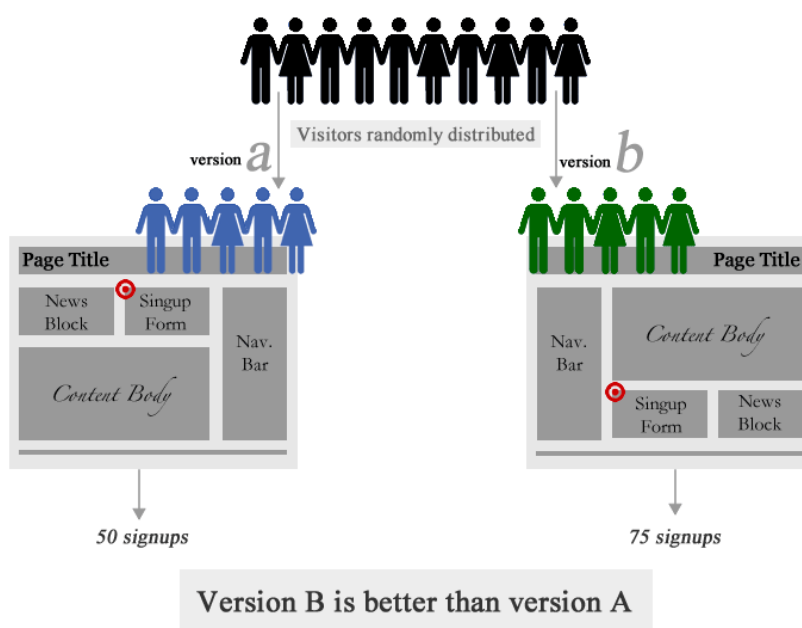 Visitors randomly distributed
version a
version b
Page Title
News
Block
Singup
Form
Nav.
Bar
Content Body
Page Title
Nav.
Bar
Content Body
Singup
Form
News
Block
50 signups
75 signups
Version B is better than version A